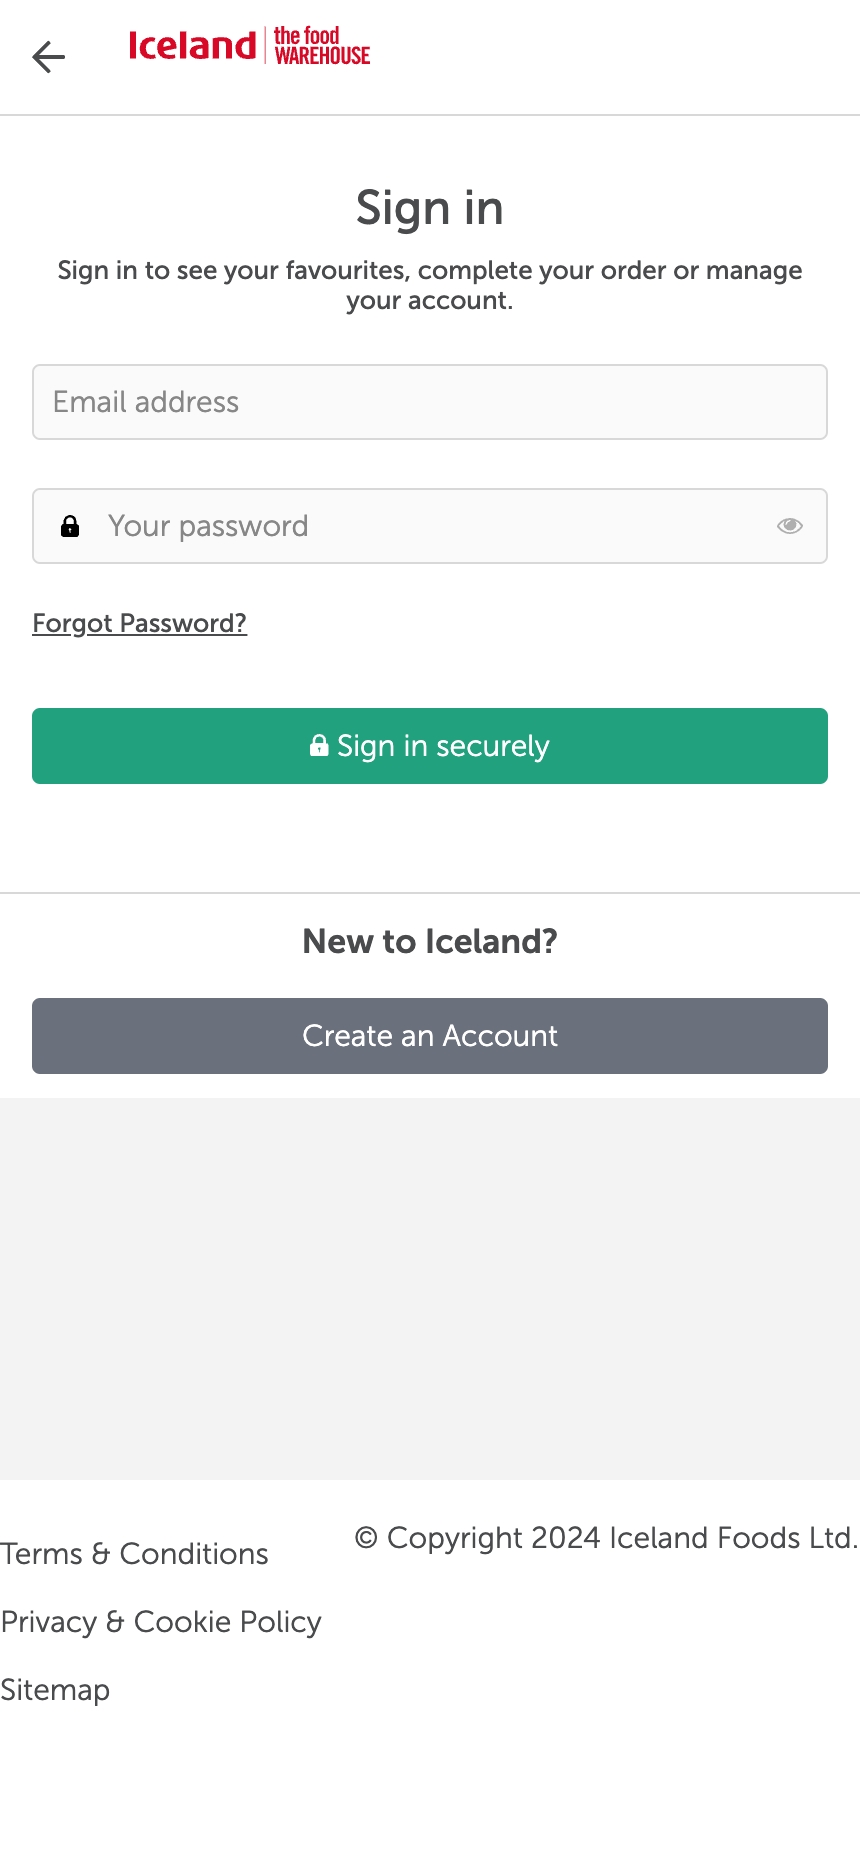 Iceland
the food
WAREHOUSE
Sign in
Sign in to see your favourites, complete your order or manage
your account.
Email address
Your password
Forgot Password?
Sign in securely
New to Iceland?
Create an Account
Terms & Conditions
© Copyright 2024 Iceland Foods Ltd.
Privacy & Cookie Policy
Sitemap